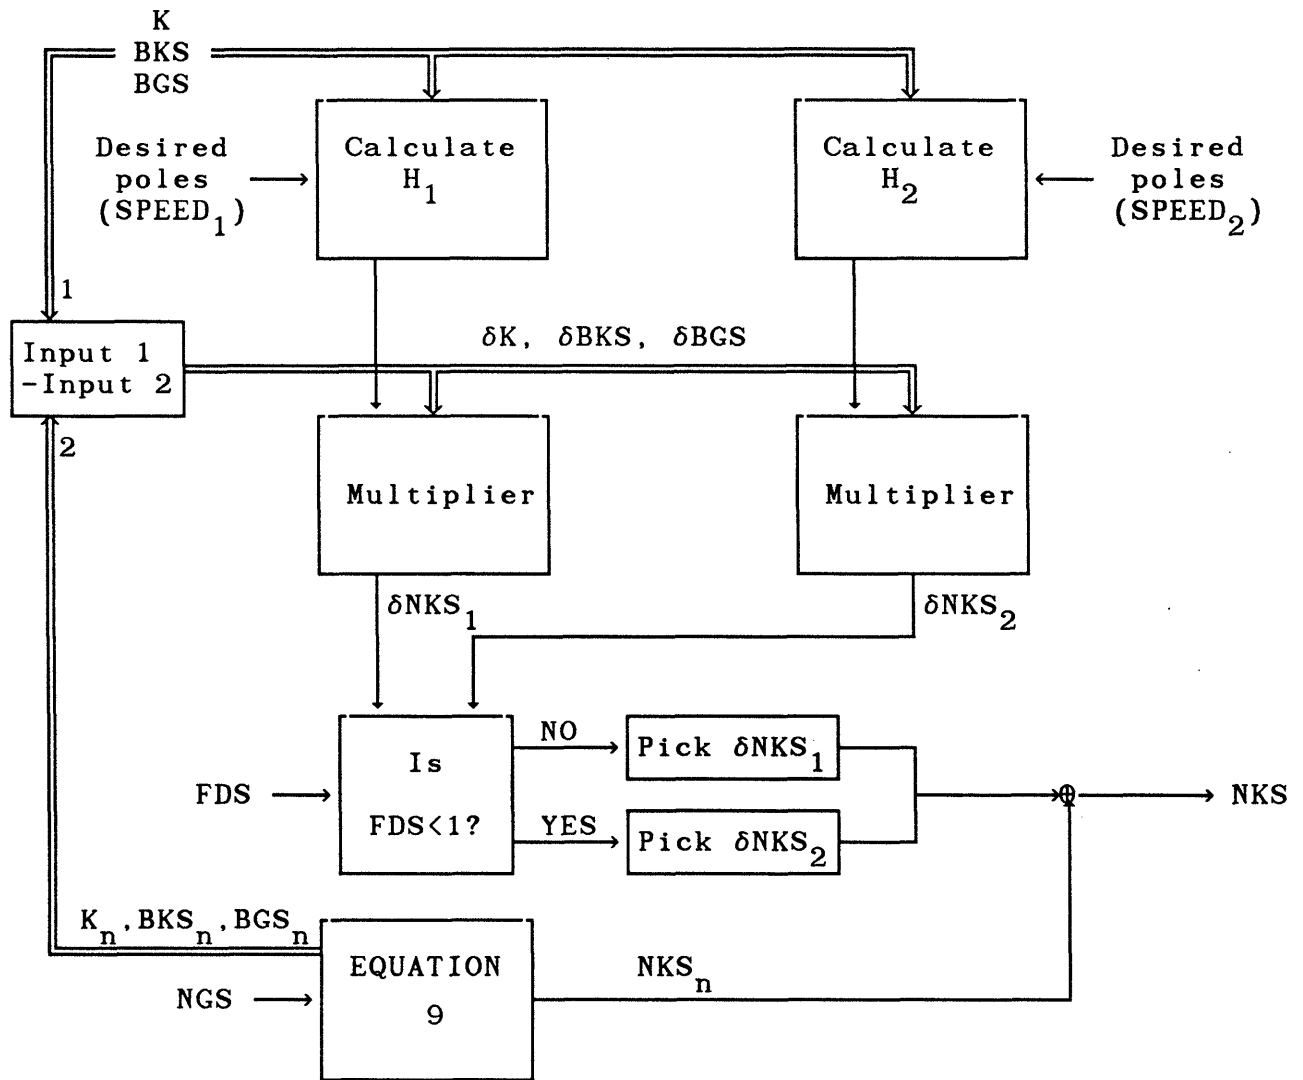 K
BKS
BGS
Desired
poles
(SPEED₁)
Calculate
H₁
Calculate
H₂
Desired
poles
(SPEED₂)
1
Input 1
-Input 2
2
δK, δBKS, δBGS
Multiplier
Multiplier
δNKS₁
δNKS₂
FDS
Is
FDS<1?
NO
YES
Pick δNKS₁
Pick δNKS₂
NKS
Kₙ,BKSₙ,BGSₙ
NGS
EQUATION
9
NKSₙ